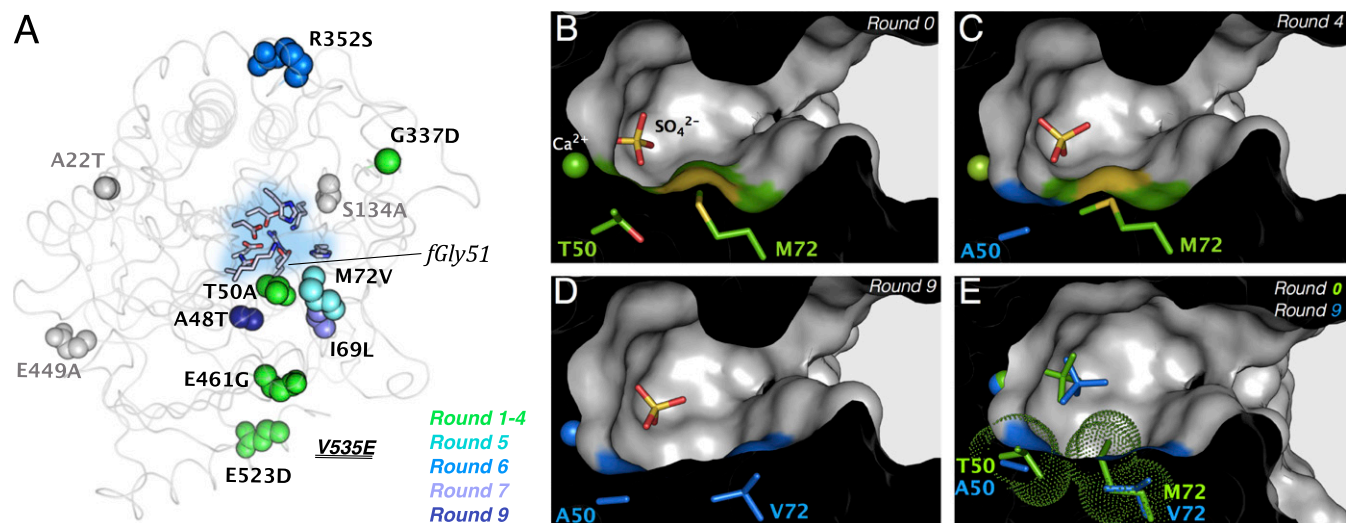 A
R352S
G337D
A22T
S134A
fGly51
M72V
T50A
A48T
I69L
E449A
E461G
E523D
V535E
Round 1-4
Round 5
Round 6
Round 7
Round 9
B
Round 0
SO₄²⁻
Ca²⁺
T50
M72
C
Round 4
A50
M72
D
Round 9
A50
V72
E
Round 0
Round 9
T50
A50
M72
V72